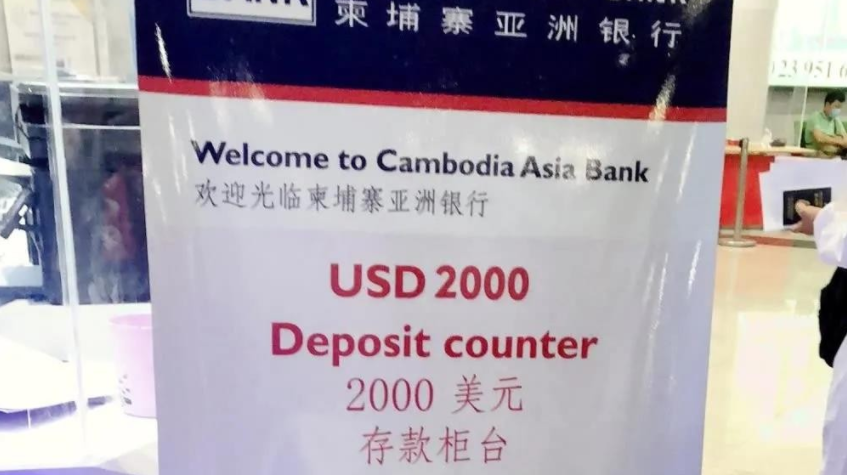 BANK
柬埔寨亚洲银行
Welcome to Cambodia Asia Bank
欢迎光临柬埔寨亚洲银行
USD 2000
Deposit counter
2000 美元
存款柜台